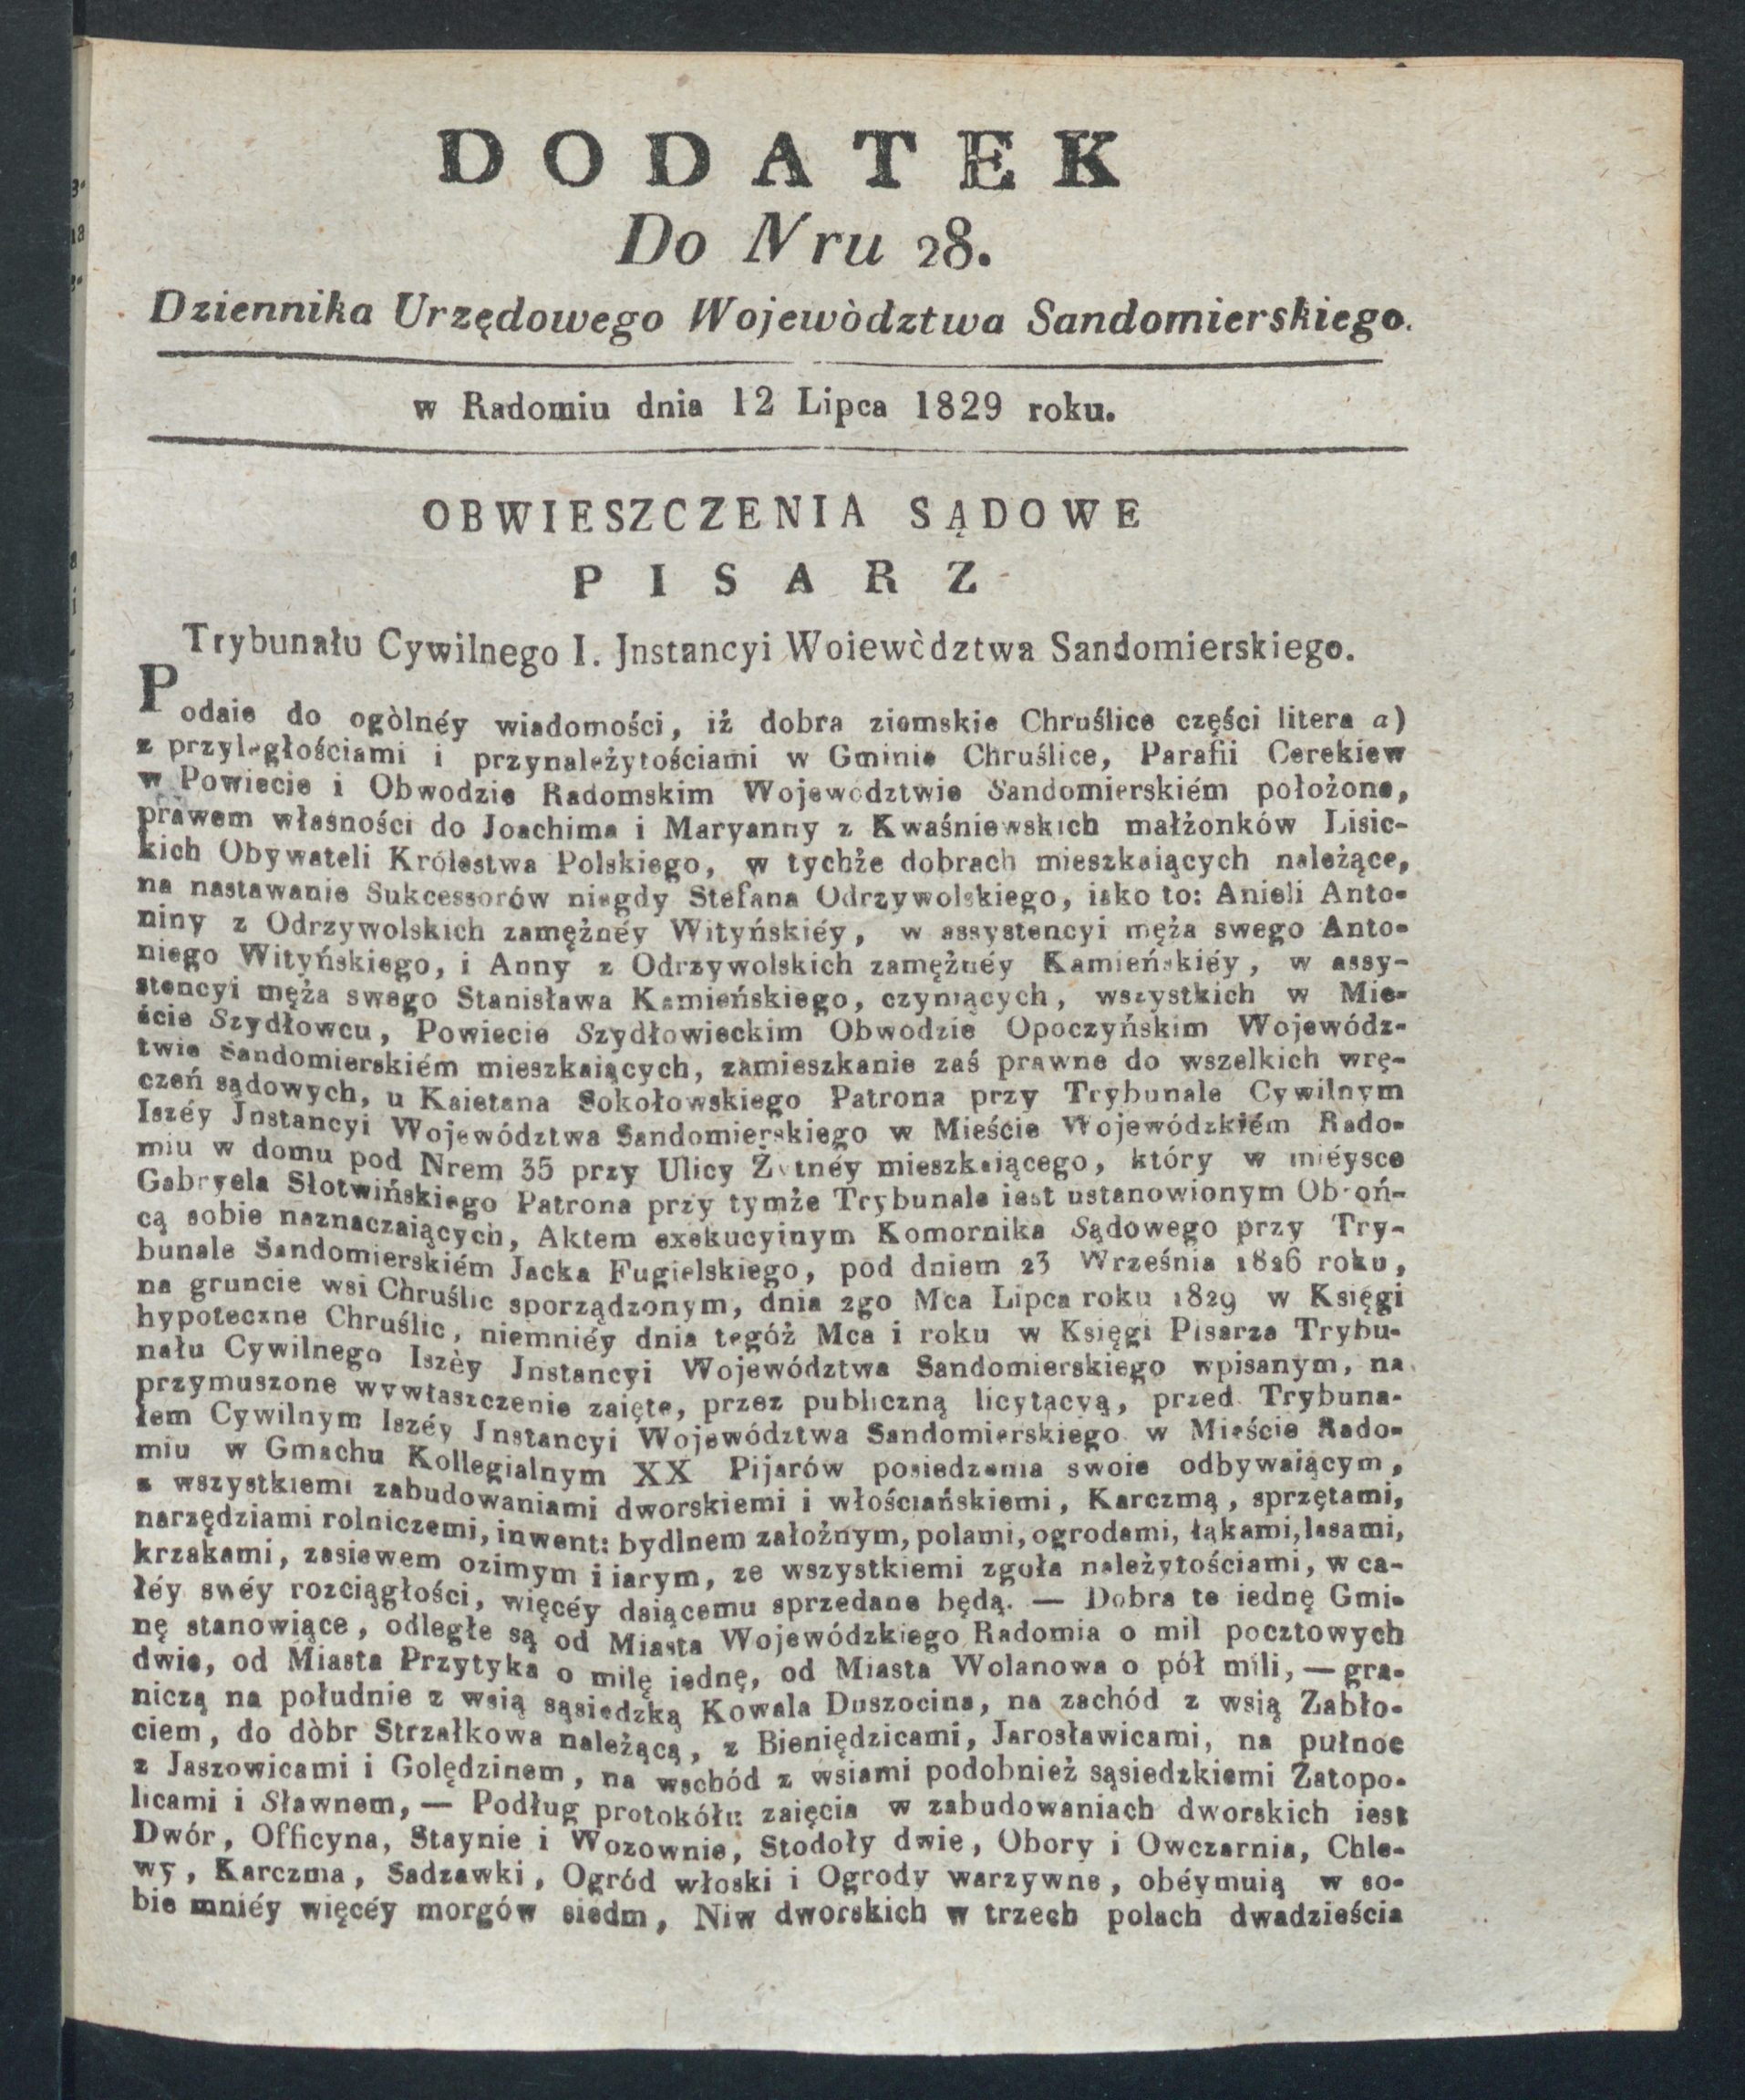 DODATEK
Do Nru 28.
Dziennika Urzędowego Wojewòdztwa Sandomierskiego.
w Radomiu dnia 12 Lipca 1829 roku.
OBWIESZCZENIA SĄDOWE
PISARZ
Trybunału Cywilnego I. Jnstancyi Woiewòdztwa Sandomierskiego.
Podaie do ogòlnéy wiadomości, iż dobra ziemskie Chruślice części litera a)
z przyległościami i przynależytościami w Gminie Chruślice, Parafii Cerekiew
w Powiecie i Obwodzie Radomskim Wojewodztwie Sandomierskiém położone,
prawem własności do Joachima i Maryanny z Kwaśniewskich małżonków Lisic-
kich Obywateli Królestwa Polskiego, w tychże dobrach mieszkaiących należące,
na nastawanie Sukcessorów niegdy Stefana Odrzywolskiego, iako to: Anieli Anto-
niny z Odrzywolskich zamężnéy Wityńskiéy, w assystencyi męża swego Anto-
niego Wityńskiego, i Anny z Odrzywolskich zamężnéy Kamieńskiéy, w assy-
stencyi męża swego Stanisława Kamieńskiego, czyniących, wszystkich w Mie-
ście Szydłowcu, Powiecie Szydłowieckim Obwodzie Opoczyńskim Wojewódz-
twie Sandomierskiém mieszkaiących, zamieszkanie zaś prawne do wszelkich wrę-
czeń sądowych, u Kaietana Sokołowskiego Patrona przy Trybunale Cywilnym
Iszéy Jnstancyi Województwa Sandomierskiego w Mieście Wojewódzkiém Rado-
miu w domu pod Nrem 35 przy Ulicy Żytnéy mieszkaiącego, który w miéysce
Gabryela Słotwińskiego Patrona przy tymże Trybunale iest ustanowionym Obroń-
cą sobie naznaczaiących, Aktem exekucyinym Komornika Sądowego przy Try-
bunale Sandomierskiém Jacka Fugielskiego, pod dniem 23 Września 1826 roku,
na gruncie wsi Chruślic sporządzonym, dnia 2go Mca Lipca roku 1829 w Księgi
hypoteczne Chruślic, niemniéy dnia tegóż Mca i roku w Księgi Pisarza Trybu-
nału Cywilnego Iszèy Jnstancyi Województwa Sandomierskiego wpisanym, na
przymuszone wywłaszczenie zaięte, przez publiczną licytacyą, przed Trybuna-
łem Cywilnym Iszéy Jnstancyi Województwa Sandomierskiego w Mieście Rado-
miu w Gmachu Kollegialnym XX Pijarów posiedzenia swoie odbywaiącym,
z wszystkiemi zabudowaniami dworskiemi i włościańskiemi, Karczmą, sprzętami,
narzędziami rolniczemi, inwent: bydlnem załoźnym, polami, ogrodami, łąkami, lasami,
krzakami, zasiewem ozimym i iarym, ze wszystkiemi zgoła należytościami, w ca-
łéy swéy rozciągłości, więcéy daiącemu sprzedane będą. — Dobra te iednę Gmi-
nę stanowiące, odległe są od Miasta Wojewódzkiego Radomia o mil pocztowych
dwie, od Miasta Przytyka o milę iednę, od Miasta Wolanowa o pół mili, — gra-
niczą na południe z wsią sąsiedzką Kowala Duszocina, na zachód z wsią Zabło-
ciem, do dòbr Strzałkowa należącą, z Bieniędzicami, Jarosławicami, na pułnoc
z Jaszowicami i Golędzinem, na wschód z wsiami podobnież sąsiedzkiemi Zatopo-
licami i Sławnem, — Podług protokółu zaięcia w zabudowaniach dworskich iest
Dwór, Officyna, Staynie i Wozownie, Stodoły dwie, Obory i Owczarnia, Chle-
wy, Karczma, Sadzawki, Ogród włoski i Ogrody warzywne, obéymuią w so-
bie mniéy więcéy morgów siedm, Niw dworskich w trzech polach dwadzieścia